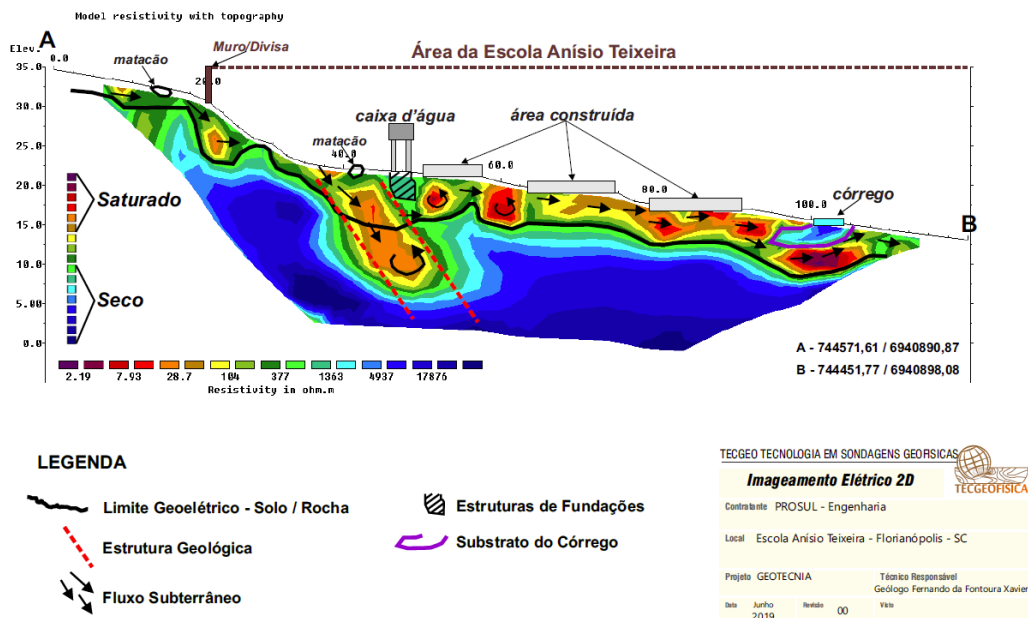 Model resistivity with topography
A
Elev.
0.0
Muro/Divisa
Área da Escola Anísio Teixeira
matacão
20.0
35.0
30.0
25.0
20.0
15.0
10.0
5.00
0.0
caixa d'água
área construída
matacão
40.0
60.0
80.0
100.0
córrego
B
Saturado
Seco
2.19 7.93 28.7 104 377 1363 4937 17875
Resistivity in ohm.m
A - 744571,61 / 6940890,87
B - 744451,77 / 6940898,08
LEGENDA
Limite Geoelétrico - Solo / Rocha
Estrutura Geológica
Fluxo Subterrâneo
Estruturas de Fundações
Substrato do Córrego
TECGEO TECNOLOGIA EM SONDAGENS GEOFISICAS
Imageamento Elétrico 2D
TECGEOFISICA
Contratante PROSUL - Engenharia
Local Escola Anísio Teixeira - Florianópolis - SC
Projeto GEOTECNIA
Técnico Responsável
Geólogo Fernando da Fontoura Xavier
Data Junho 2019
Revisão 00
Visto